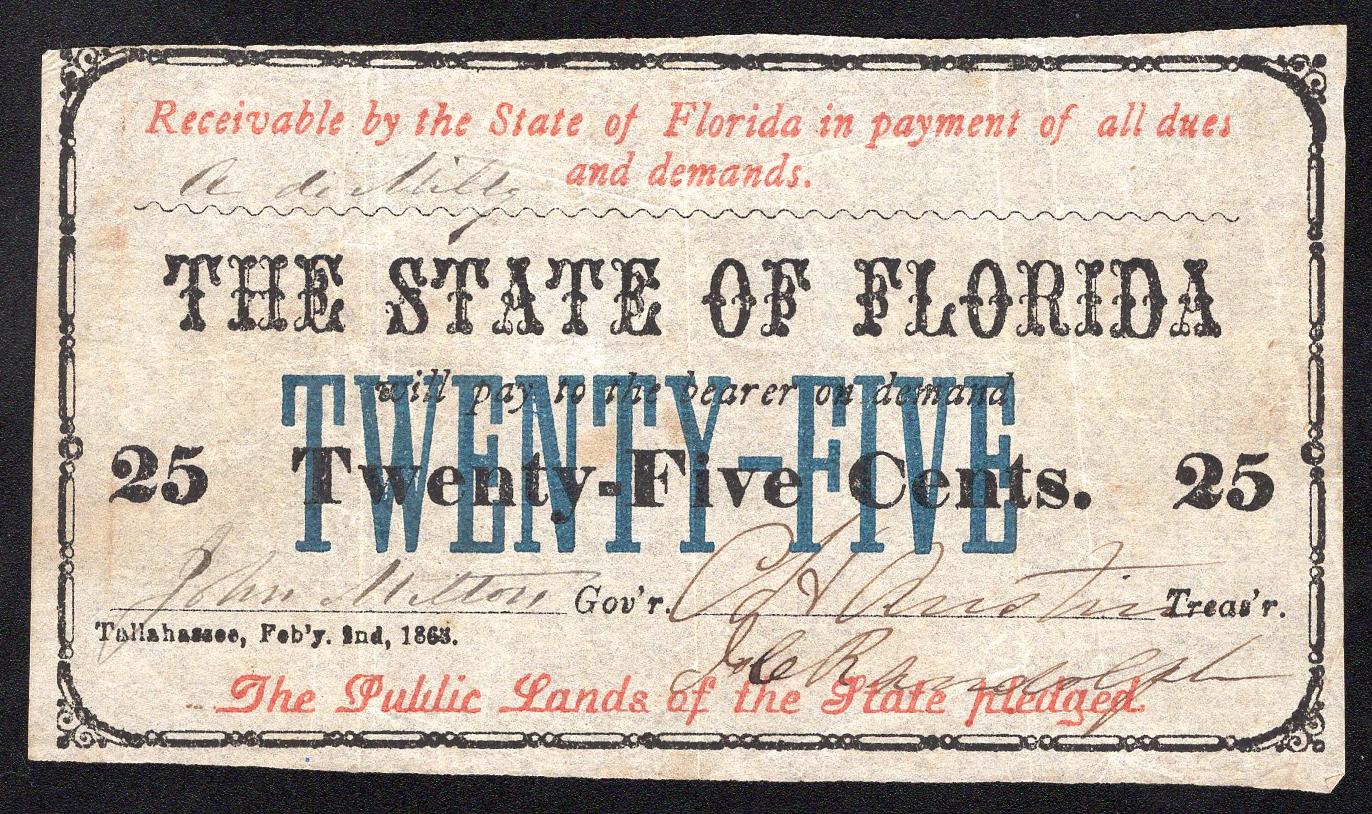 Receivable by the State of Florida in payment of all dues
and demands.
THE STATE OF FLORIDA
will pay to the bearer on demand
TWENTY-FIVE
25 Twenty-Five Cents. 25
John Milton Gov'r. C H Austin Treas'r.
Tallahassee, Feb'y. 2nd, 1863.
Randolph
The Public Lands of the State pledged